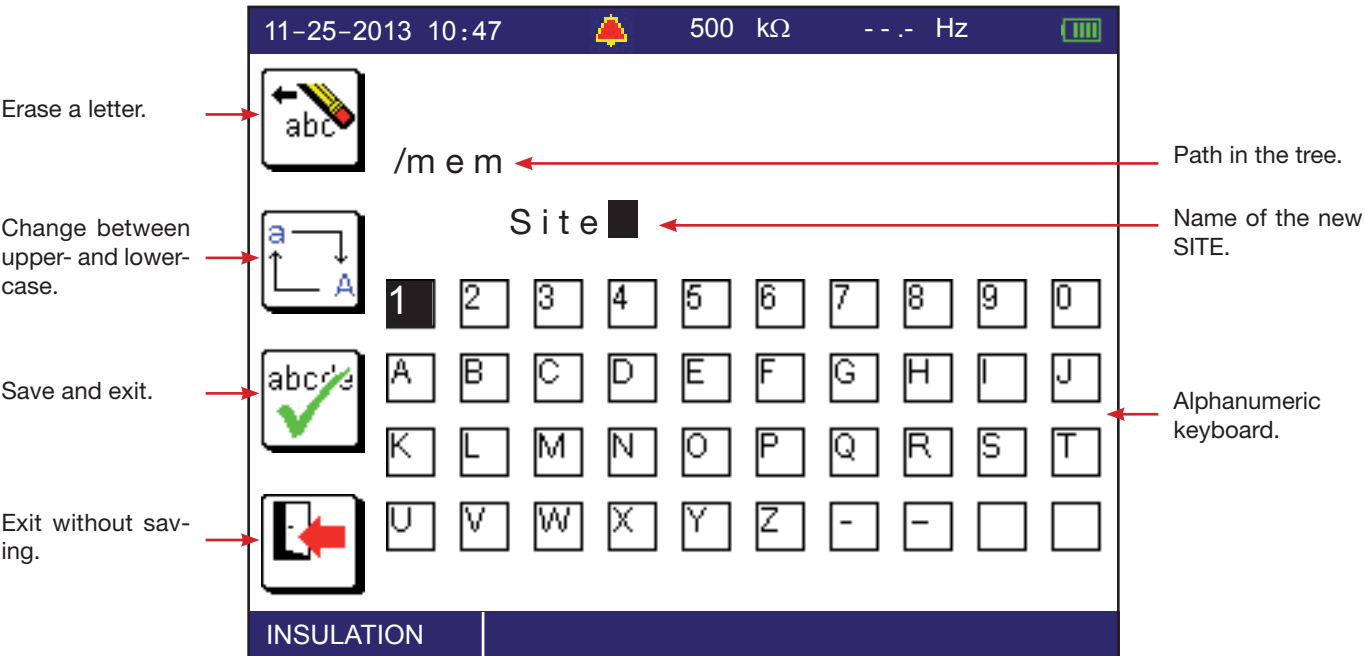 11-25-2013 10:47 500 kΩ - - .- Hz
Erase a letter.
abc
/mem
Path in the tree.
Change between
upper- and lower-
case.
a
A
Site
Name of the new
SITE.
1 2 3 4 5 6 7 8 9 0
Save and exit.
abcde
A B C D E F G H I J
Alphanumeric
keyboard.
K L M N O P Q R S T
Exit without sav-
ing.
U V W X Y Z - –
INSULATION